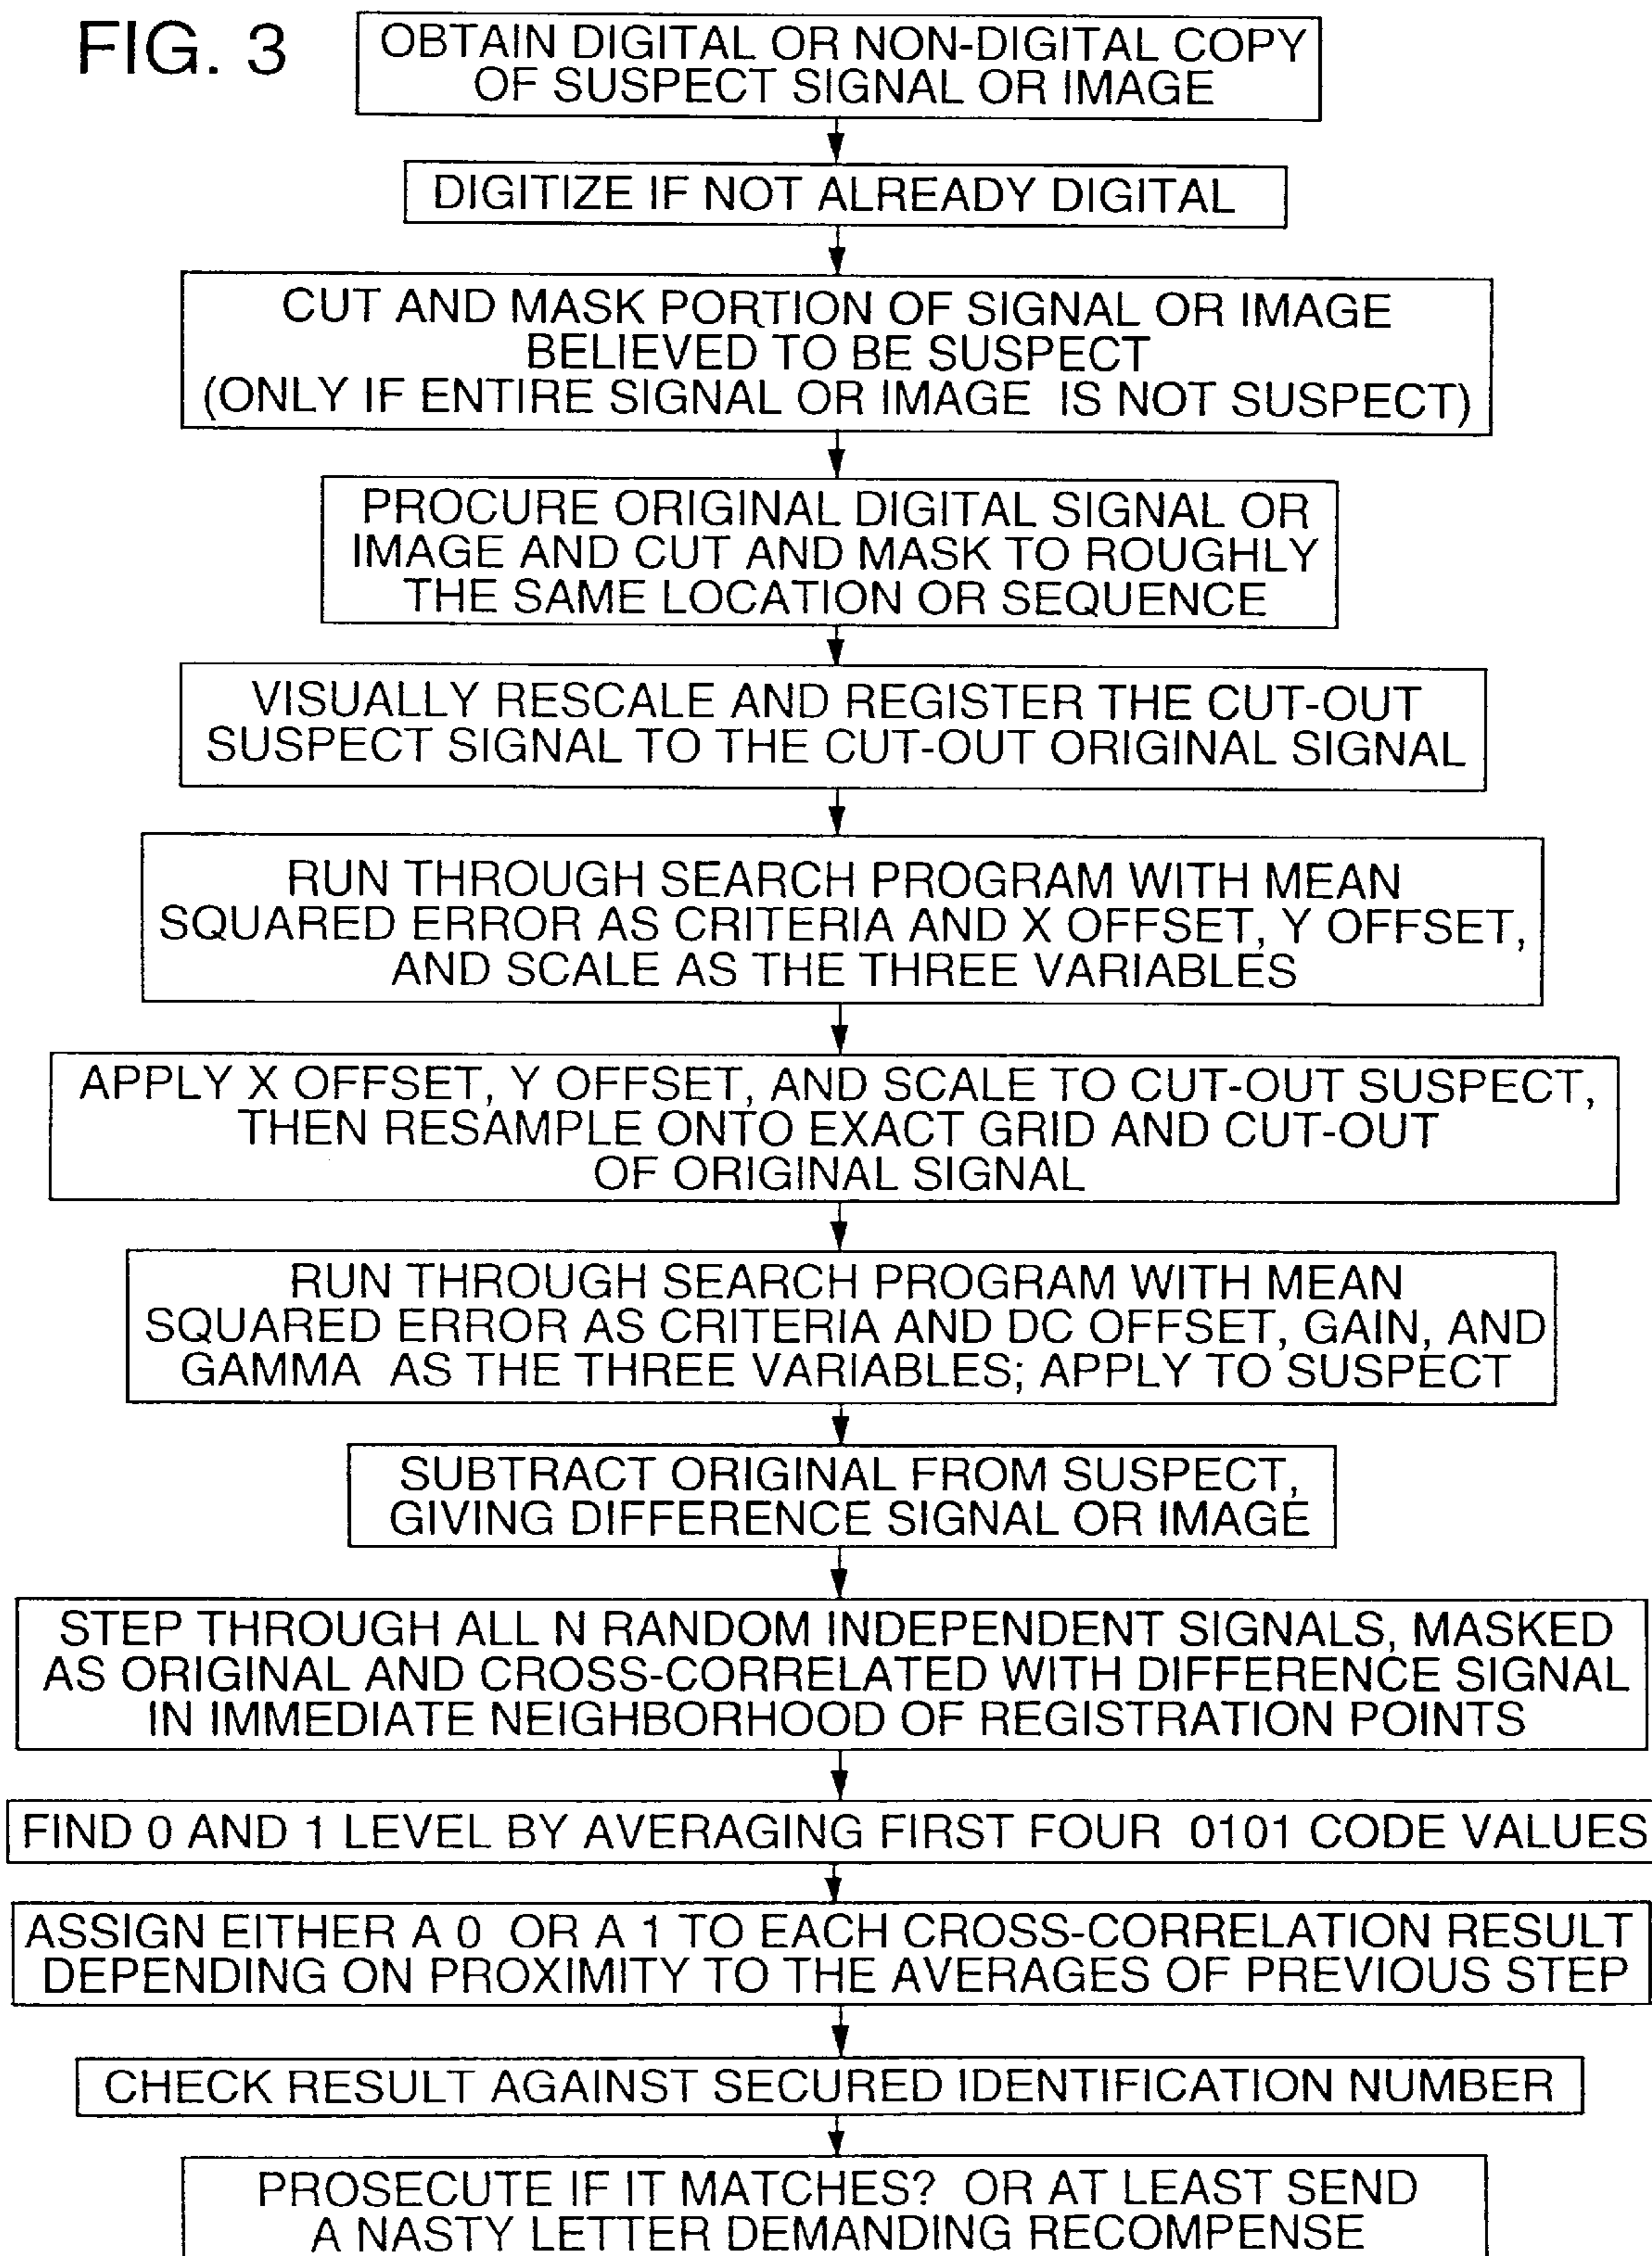 FIG. 3
OBTAIN DIGITAL OR NON-DIGITAL COPY
OF SUSPECT SIGNAL OR IMAGE
DIGITIZE IF NOT ALREADY DIGITAL
CUT AND MASK PORTION OF SIGNAL OR IMAGE
BELIEVED TO BE SUSPECT
(ONLY IF ENTIRE SIGNAL OR IMAGE IS NOT SUSPECT)
PROCURE ORIGINAL DIGITAL SIGNAL OR
IMAGE AND CUT AND MASK TO ROUGHLY
THE SAME LOCATION OR SEQUENCE
VISUALLY RESCALE AND REGISTER THE CUT-OUT
SUSPECT SIGNAL TO THE CUT-OUT ORIGINAL SIGNAL
RUN THROUGH SEARCH PROGRAM WITH MEAN
SQUARED ERROR AS CRITERIA AND X OFFSET, Y OFFSET,
AND SCALE AS THE THREE VARIABLES
APPLY X OFFSET, Y OFFSET, AND SCALE TO CUT-OUT SUSPECT,
THEN RESAMPLE ONTO EXACT GRID AND CUT-OUT
OF ORIGINAL SIGNAL
RUN THROUGH SEARCH PROGRAM WITH MEAN
SQUARED ERROR AS CRITERIA AND DC OFFSET, GAIN, AND
GAMMA AS THE THREE VARIABLES; APPLY TO SUSPECT
SUBTRACT ORIGINAL FROM SUSPECT,
GIVING DIFFERENCE SIGNAL OR IMAGE
STEP THROUGH ALL N RANDOM INDEPENDENT SIGNALS, MASKED
AS ORIGINAL AND CROSS-CORRELATED WITH DIFFERENCE SIGNAL
IN IMMEDIATE NEIGHBORHOOD OF REGISTRATION POINTS
FIND 0 AND 1 LEVEL BY AVERAGING FIRST FOUR 0101 CODE VALUES
ASSIGN EITHER A 0 OR A 1 TO EACH CROSS-CORRELATION RESULT
DEPENDING ON PROXIMITY TO THE AVERAGES OF PREVIOUS STEP
CHECK RESULT AGAINST SECURED IDENTIFICATION NUMBER
PROSECUTE IF IT MATCHES? OR AT LEAST SEND
A NASTY LETTER DEMANDING RECOMPENSE